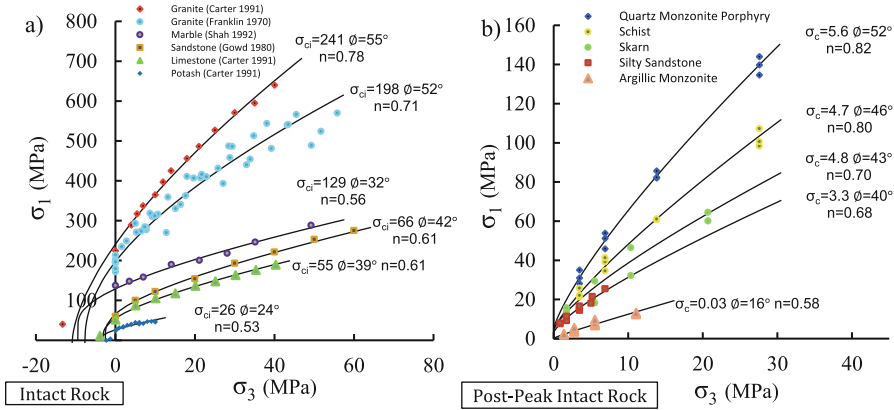 a)
Granite (Carter 1991)
Granite (Franklin 1970)
Marble (Shah 1992)
Sandstone (Gowd 1980)
Limestone (Carter 1991)
Potash (Carter 1991)
σci=241 ø=55°
n=0.78
σci=198 ø=52°
n=0.71
σci=129 ø=32°
n=0.56
σci=66 ø=42°
n=0.61
σci=55 ø=39° n=0.61
σci=26 ø=24°
n=0.53
σ1 (MPa)
800
700
600
500
400
300
200
100
-20
0
20
40
60
80
σ3 (MPa)
Intact Rock
b)
Quartz Monzonite Porphyry
Schist
Skarn
Silty Sandstone
Argillic Monzonite
σc=5.6 ø=52°
n=0.82
σc=4.7 ø=46°
n=0.80
σc=4.8 ø=43°
n=0.70
σc=3.3 ø=40°
n=0.68
σc=0.03 ø=16° n=0.58
σ1 (MPa)
160
140
120
100
80
60
40
20
0
0
10
20
30
40
σ3 (MPa)
Post-Peak Intact Rock